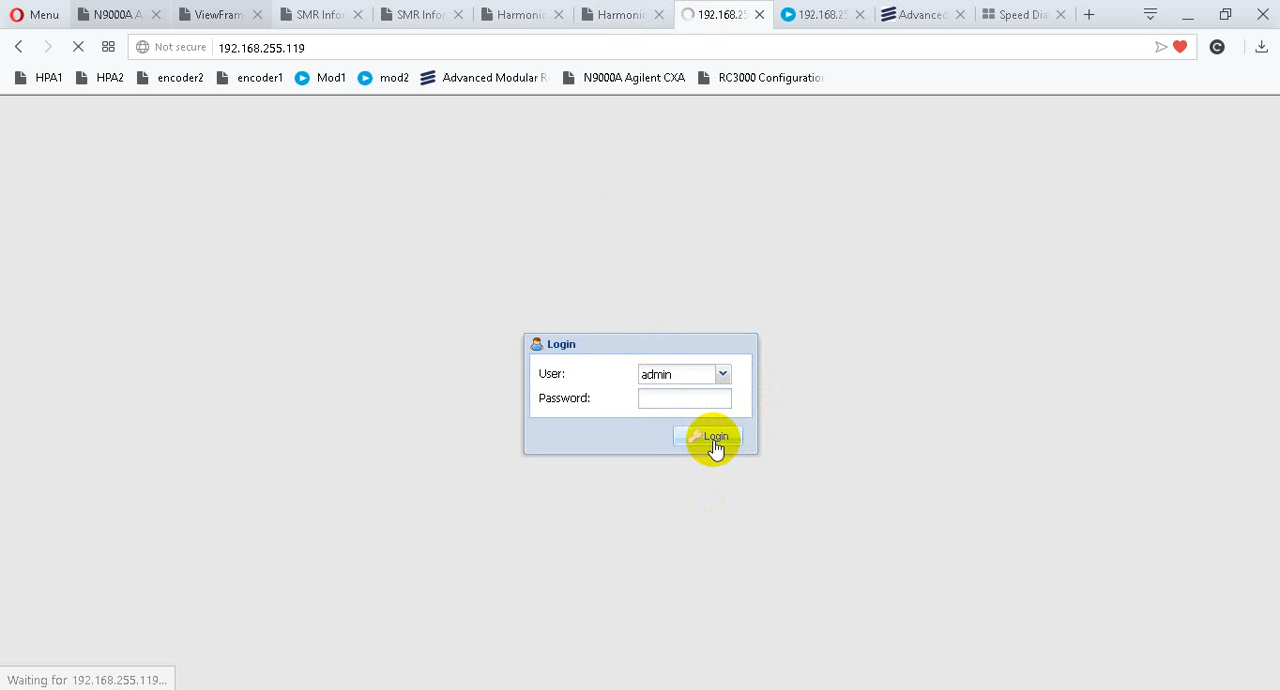 Menu N9000A A ViewFram SMR Infor SMR Infor Harmonic Harmonic 192.168.25 192.168.25 Advanced Speed Dia
Not secure 192.168.255.119
HPA1 HPA2 encoder2 encoder1 Mod1 mod2 Advanced Modular R N9000A Agilent CXA RC3000 Configuratio
Login
User: admin
Password:
Login
Waiting for 192.168.255.119...